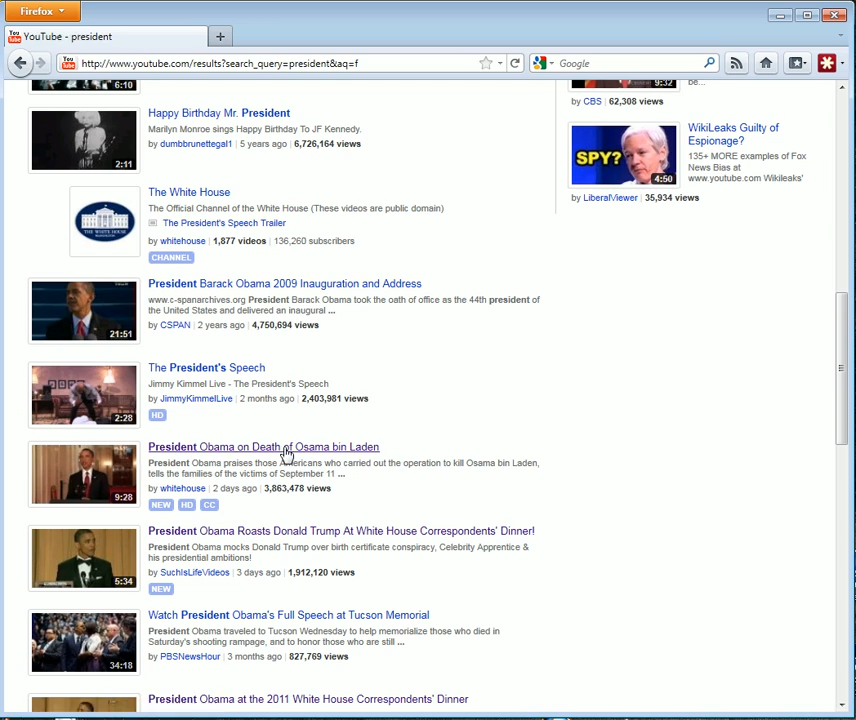 Firefox
YouTube - president
http://www.youtube.com/results?search_query=president&aq=f
Google
6:10
Happy Birthday Mr. President
Marilyn Monroe sings Happy Birthday To JF Kennedy.
by dumbbrunettegal1 | 5 years ago | 6,726,164 views
2:11
The White House
The Official Channel of the White House (These videos are public domain)
The President's Speech Trailer
by whitehouse | 1,877 videos | 136,260 subscribers
CHANNEL
THE WHITE HOUSE
WASHINGTON
President Barack Obama 2009 Inauguration and Address
www.c-spanarchives.org President Barack Obama took the oath of office as the 44th president of
the United States and delivered an inaugural ...
by CSPAN | 2 years ago | 4,750,694 views
21:51
The President's Speech
Jimmy Kimmel Live - The President's Speech
by JimmyKimmelLive | 2 months ago | 2,403,981 views
HD
2:28
President Obama on Death of Osama bin Laden
President Obama praises those Americans who carried out the operation to kill Osama bin Laden,
tells the families of the victims of September 11 ...
by whitehouse | 2 days ago | 3,863,478 views
NEW HD CC
9:28
President Obama Roasts Donald Trump At White House Correspondents' Dinner!
President Obama mocks Donald Trump over birth certificate conspiracy, Celebrity Apprentice &
his presidential ambitions!
by SuchIsLifeVideos | 3 days ago | 1,912,120 views
NEW
5:34
Watch President Obama's Full Speech at Tucson Memorial
President Obama traveled to Tucson Wednesday to help memorialize those who died in
Saturday's shooting rampage, and to honor those who are still ...
by PBSNewsHour | 3 months ago | 827,769 views
34:18
President Obama at the 2011 White House Correspondents' Dinner
9:32
be...
by CBS | 62,308 views
SPY?
4:50
WikiLeaks Guilty of
Espionage?
135+ MORE examples of Fox
News Bias at
www.youtube.com Wikileaks'
by LiberalViewer | 35,934 views